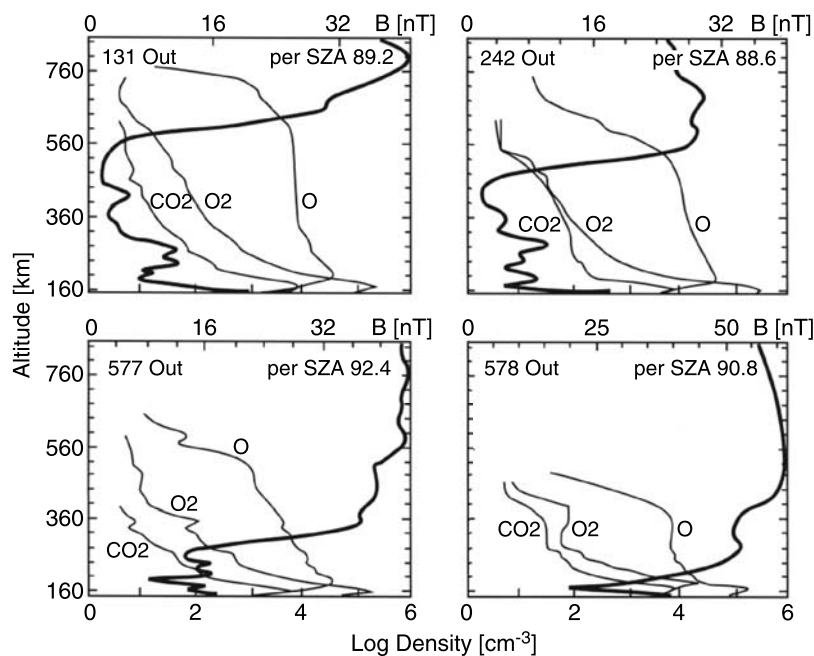 0 16 32 B [nT]
0 16 32 B [nT]
131 Out per SZA 89.2
242 Out per SZA 88.6
760
560
360
160
CO2 O2 O
CO2 O2 O
Altitude [km]
0 16 32 B [nT]
0 25 50 B [nT]
577 Out per SZA 92.4
578 Out per SZA 90.8
760
560
360
160
O
O2
CO2
CO2 O2 O
0 2 4 6
0 2 4 6
Log Density [cm-3]